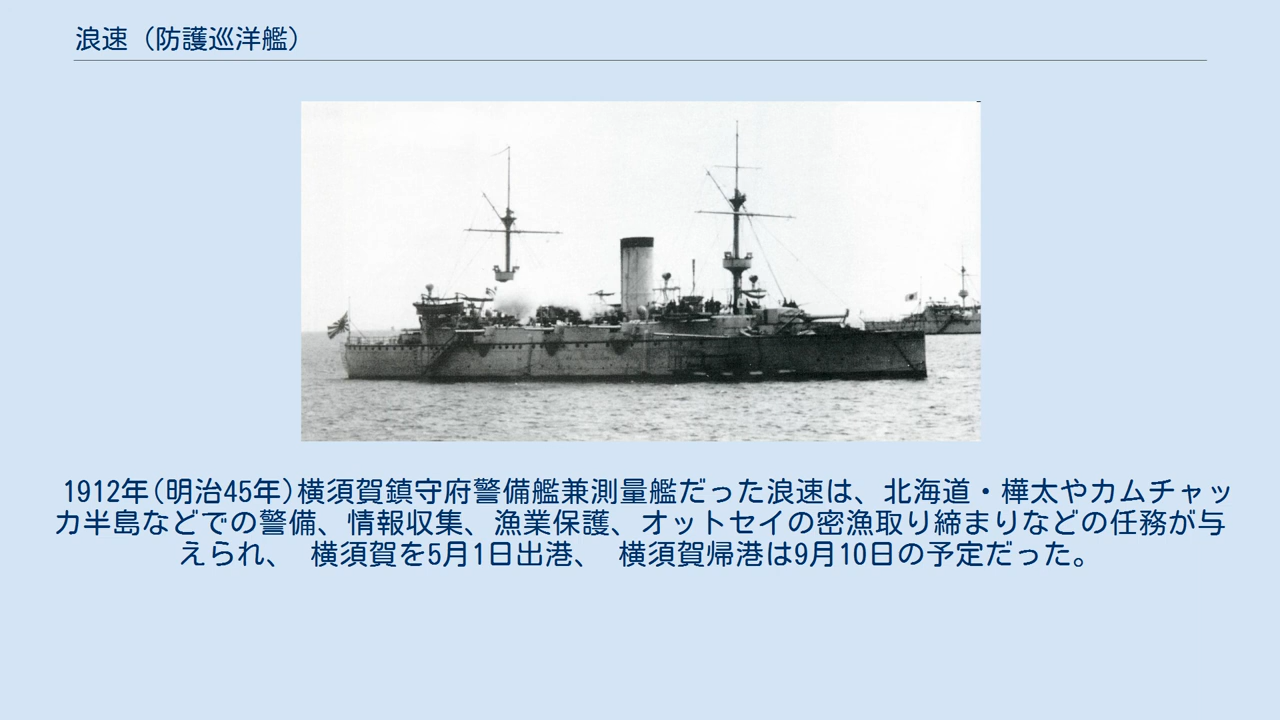 浪速（防護巡洋艦）
1912年(明治45年)横須賀鎮守府警備艦兼測量艦だった浪速は、北海道・樺太やカムチャッ
カ半島などでの警備、情報収集、漁業保護、オットセイの密漁取り締まりなどの任務が与
えられ、 横須賀を5月1日出港、 横須賀帰港は9月10日の予定だった。